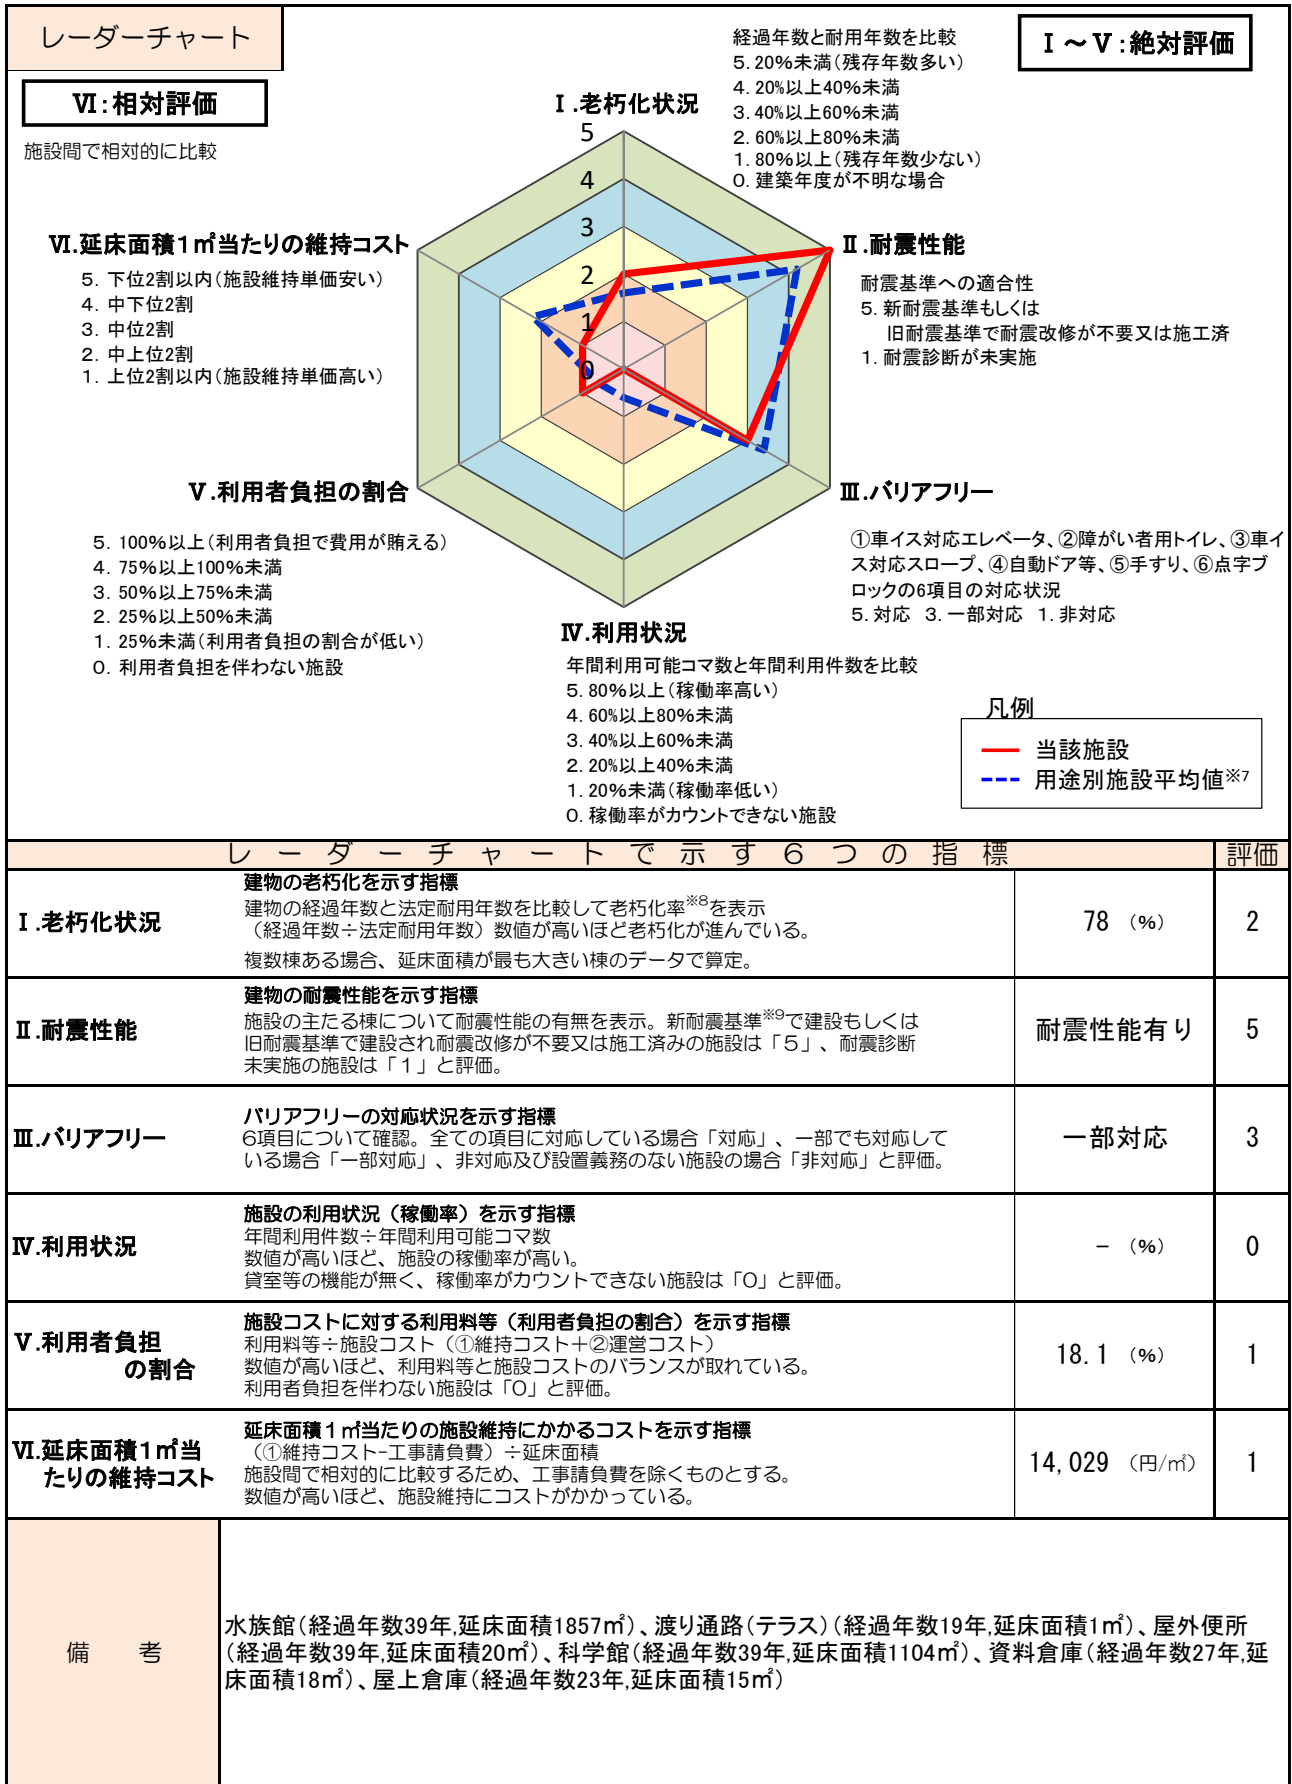 レーダーチャート
Ⅰ～Ⅴ：絶対評価
Ⅵ：相対評価
施設間で相対的に比較
経過年数と耐用年数を比較
5. 20％未満（残存年数多い）
4. 20%以上40％未満
3. 40％以上60％未満
2. 60％以上80％未満
1. 80％以上（残存年数少ない）
0. 建築年度が不明な場合
Ⅰ.老朽化状況
5
4
3
2
1
0
Ⅱ.耐震性能
耐震基準への適合性
5. 新耐震基準もしくは
旧耐震基準で耐震改修が不要又は施工済
1. 耐震診断が未実施
Ⅵ.延床面積1㎡当たりの維持コスト
5. 下位2割以内（施設維持単価安い）
4. 中下位2割
3. 中位2割
2. 中上位2割
1. 上位2割以内（施設維持単価高い）
Ⅲ.バリアフリー
①車イス対応エレベータ、②障がい者用トイレ、③車イ
ス対応スロープ、④自動ドア等、⑤手すり、⑥点字ブ
ロックの6項目の対応状況
5. 対応 3. 一部対応 1. 非対応
Ⅴ.利用者負担の割合
5. 100％以上（利用者負担で費用が賄える）
4. 75％以上100％未満
3. 50％以上75％未満
2. 25％以上50％未満
1. 25％未満（利用者負担の割合が低い）
0. 利用者負担を伴わない施設
Ⅳ.利用状況
年間利用可能コマ数と年間利用件数を比較
5. 80％以上（稼働率高い）
4. 60%以上80％未満
3. 40％以上60％未満
2. 20％以上40％未満
1. 20％未満（稼働率低い）
0. 稼働率がカウントできない施設
凡例
当該施設
用途別施設平均値※7
レーダーチャートで示す６つの指標 評価
Ⅰ.老朽化状況
建物の老朽化を示す指標
建物の経過年数と法定耐用年数を比較して老朽化率※8を表示
（経過年数÷法定耐用年数）数値が高いほど老朽化が進んでいる。
複数棟ある場合、延床面積が最も大きい棟のデータで算定。
78 （%） 2
Ⅱ.耐震性能
建物の耐震性能を示す指標
施設の主たる棟について耐震性能の有無を表示。新耐震基準※9で建設もしくは
旧耐震基準で建設され耐震改修が不要又は施工済みの施設は「５」、耐震診断
未実施の施設は「１」と評価。
耐震性能有り 5
Ⅲ.バリアフリー
バリアフリーの対応状況を示す指標
6項目について確認。全ての項目に対応している場合「対応」、一部でも対応して
いる場合「一部対応」、非対応及び設置義務のない施設の場合「非対応」と評価。
一部対応 3
Ⅳ.利用状況
施設の利用状況（稼働率）を示す指標
年間利用件数÷年間利用可能コマ数
数値が高いほど、施設の稼働率が高い。
貸室等の機能が無く、稼働率がカウントできない施設は「０」と評価。
－ （%） 0
Ⅴ.利用者負担
の割合
施設コストに対する利用料等（利用者負担の割合）を示す指標
利用料等÷施設コスト（①維持コスト＋②運営コスト）
数値が高いほど、利用料等と施設コストのバランスが取れている。
利用者負担を伴わない施設は「０」と評価。
18.1 （%） 1
Ⅵ.延床面積1㎡当
たりの維持コスト
延床面積１㎡当たりの施設維持にかかるコストを示す指標
（①維持コスト−工事請負費）÷延床面積
施設間で相対的に比較するため、工事請負費を除くものとする。
数値が高いほど、施設維持にコストがかかっている。
14,029 （円/㎡） 1
備 考
水族館（経過年数39年,延床面積1857㎡）、渡り通路（テラス）（経過年数19年,延床面積1㎡）、屋外便所
（経過年数39年,延床面積20㎡）、科学館（経過年数39年,延床面積1104㎡）、資料倉庫（経過年数27年,延
床面積18㎡）、屋上倉庫（経過年数23年,延床面積15㎡）